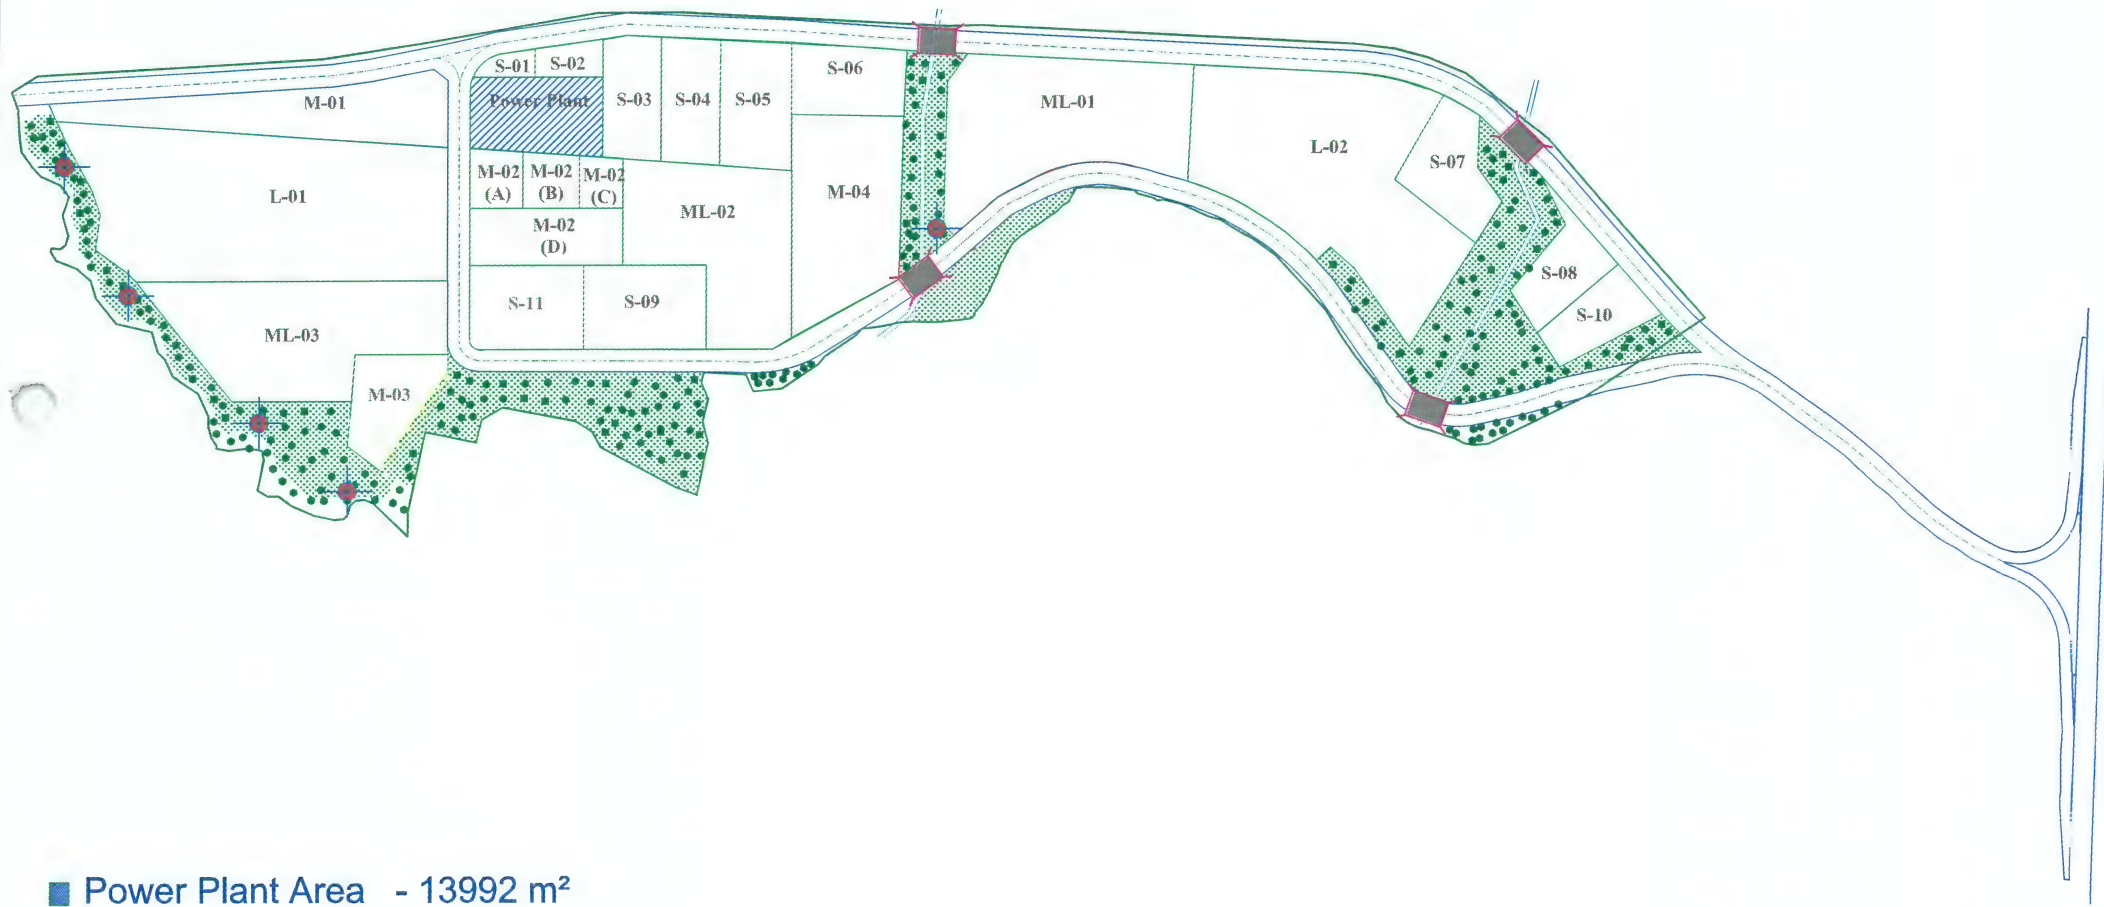 S-01
S-02
Power Plant
S-03
S-04
S-05
S-06
M-01
ML-01
L-02
S-07
M-02
(A)
M-02
(B)
M-02
(C)
L-01
M-02
(D)
ML-02
M-04
S-08
S-10
S-11
S-09
ML-03
M-03
Power Plant Area - 13992 m²